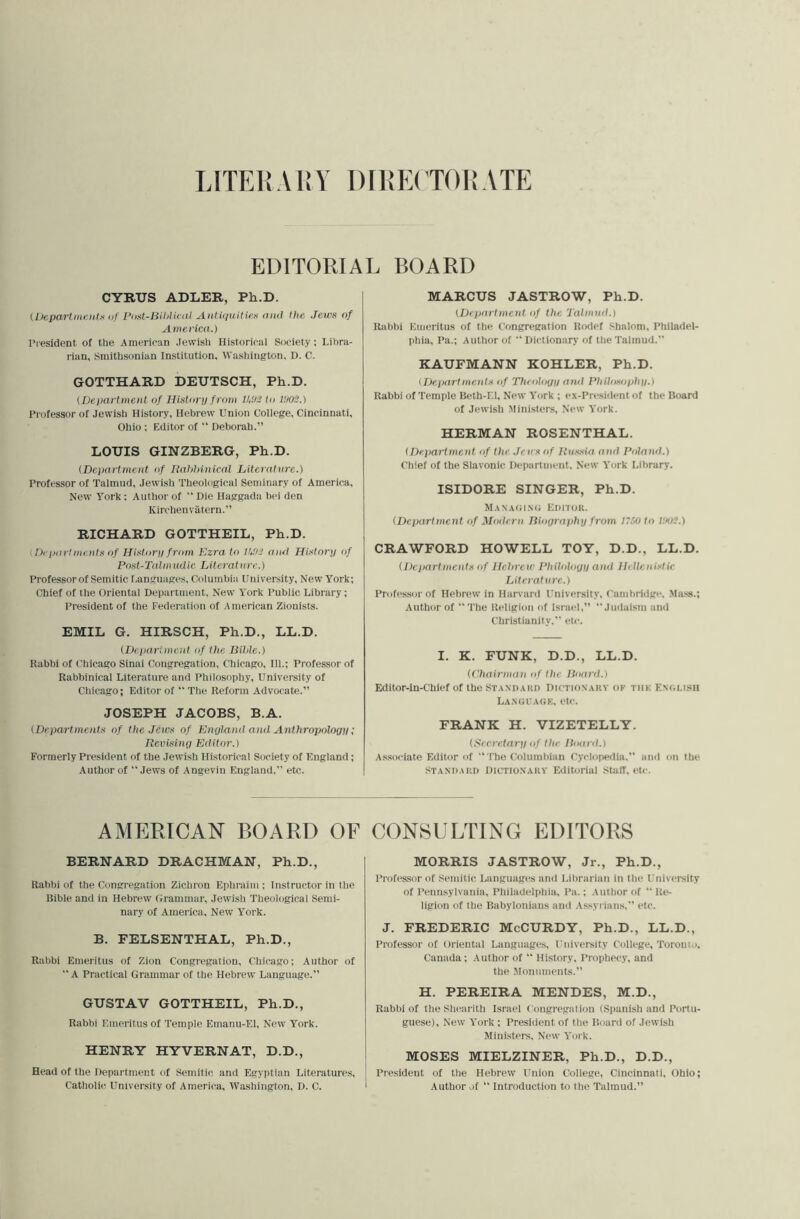 LITERARY DIRECTORATE
EDITORIAL BOARD
CYRUS ADLER, Ph.D.
(Departments of Post-Biblical Antiquities and the Jews of
America.)
President of the American Jewish Historical Society; Libra-
rian, Smithsonian Institution, Washington, D. C.
GOTTHARD DEUTSCH, Ph.D.
(Department of History from 1492 to 1902.)
Professor of Jewish History, Hebrew Union College, Cincinnati,
Ohio; Editor of "Deborah."
LOUIS GINZBERG, Ph.D.
(Department of Rabbinical Literature.)
Professor of Talmud, Jewish Theological Seminary of America,
New York; Author of "Die Haggada bei den
Kirchenvätern."
RICHARD GOTTHEIL, Ph.D.
(Departments of History from Ezra to 1492 and History of
Post-Talmudic Literature.)
Professor of Semitic Languages, Columbia University, New York;
Chief of the Oriental Department, New York Public Library;
President of the Federation of American Zionists.
EMIL G. HIRSCH, Ph.D., LL.D.
(Department of the Bible.)
Rabbi of Chicago Sinai Congregation, Chicago, Ill.; Professor of
Rabbinical Literature and Philosophy, University of
Chicago; Editor of "The Reform Advocate."
JOSEPH JACOBS, B.A.
(Departments of the Jews of England and Anthropology;
Revising Editor.)
Formerly President of the Jewish Historical Society of England;
Author of "Jews of Angevin England," etc.
MARCUS JASTROW, Ph.D.
(Department of the Talmud.)
Rabbi Emeritus of the Congregation Rodef Shalom, Philadel-
phia, Pa.; Author of "Dictionary of the Talmud."
KAUFMANN KOHLER, Ph.D.
(Departments of Theology and Philosophy.)
Rabbi of Temple Beth-El, New York; ex-President of the Board
of Jewish Ministers, New York.
HERMAN ROSENTHAL.
(Department of the Jews of Russia and Poland.)
Chief of the Slavonic Department, New York Library.
ISIDORE SINGER, Ph.D.
MANAGING EDITOR.
(Department of Modern Biography from 1750 to 1902.)
CRAWFORD HOWELL TOY, D.D., LL.D.
(Departments of Hebrew Philology and Hellenistic
Literature.)
Professor of Hebrew in Harvard University, Cambridge, Mass.;
Author of "The Religion of Israel," "Judaism and
Christianity," etc.
I. K. FUNK, D.D., LL.D.
(Chairman of the Board.)
Editor-in-Chief of the STANDARD DICTIONARY OF THE ENGLISH
LANGUAGE, etc.
FRANK H. VIZETELLY.
(Secretary of the Board.)
Associate Editor of "The Columbian Cyclopedia," and on the
STANDARD DICTIONARY Editorial Staff, etc.
AMERICAN BOARD OF CONSULTING EDITORS
BERNARD DRACHMAN, Ph.D.,
Rabbi of the Congregation Zichron Ephraim; Instructor in the
Bible and in Hebrew Grammar, Jewish Theological Semi-
nary of America, New York.
B. FELSENTHAL, Ph.D.,
Rabbi Emeritus of Zion Congregation, Chicago; Author of
"A Practical Grammar of the Hebrew Language."
GUSTAV GOTTHEIL, Ph.D.,
Rabbi Emeritus of Temple Emanu-El, New York.
HENRY HYVERNAT, D.D.,
Head of the Department of Semitic and Egyptian Literatures,
Catholic University of America, Washington, D. C.
MORRIS JASTROW, Jr., Ph.D.,
Professor of Semitic Languages and Librarian in the University
of Pennsylvania, Philadelphia, Pa.; Author of "Re-
ligion of the Babylonians and Assyrians," etc.
J. FREDERIC McCURDY, Ph.D., LL.D.,
Professor of Oriental Languages, University College, Toronto,
Canada; Author of "History, Prophecy, and
the Monuments."
H. PEREIRA MENDES, M.D.,
Rabbi of the Shearith Israel Congregation (Spanish and Portu-
guese), New York; President of the Board of Jewish
Ministers, New York.
MOSES MIELZINER, Ph.D., D.D.,
President of the Hebrew Union College, Cincinnati, Ohio;
Author of "Introduction to the Talmud."